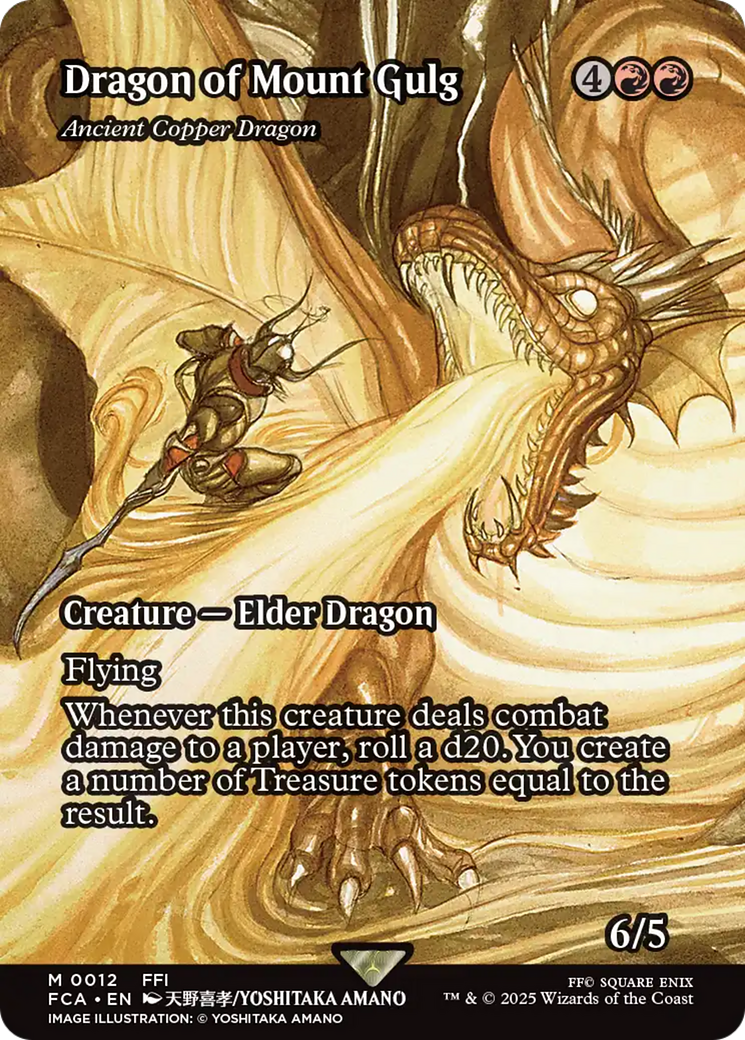 Dragon of Mount Gulg 4
Ancient Copper Dragon
Creature — Elder Dragon
Flying
Whenever this creature deals combat
damage to a player, roll a d20. You create
a number of Treasure tokens equal to the
result.
6/5
M 0012 FFI
FCA • EN 天野喜孝/YOSHITAKA AMANO
IMAGE ILLUSTRATION: © YOSHITAKA AMANO
FF© SQUARE ENIX
™ & © 2025 Wizards of the Coast